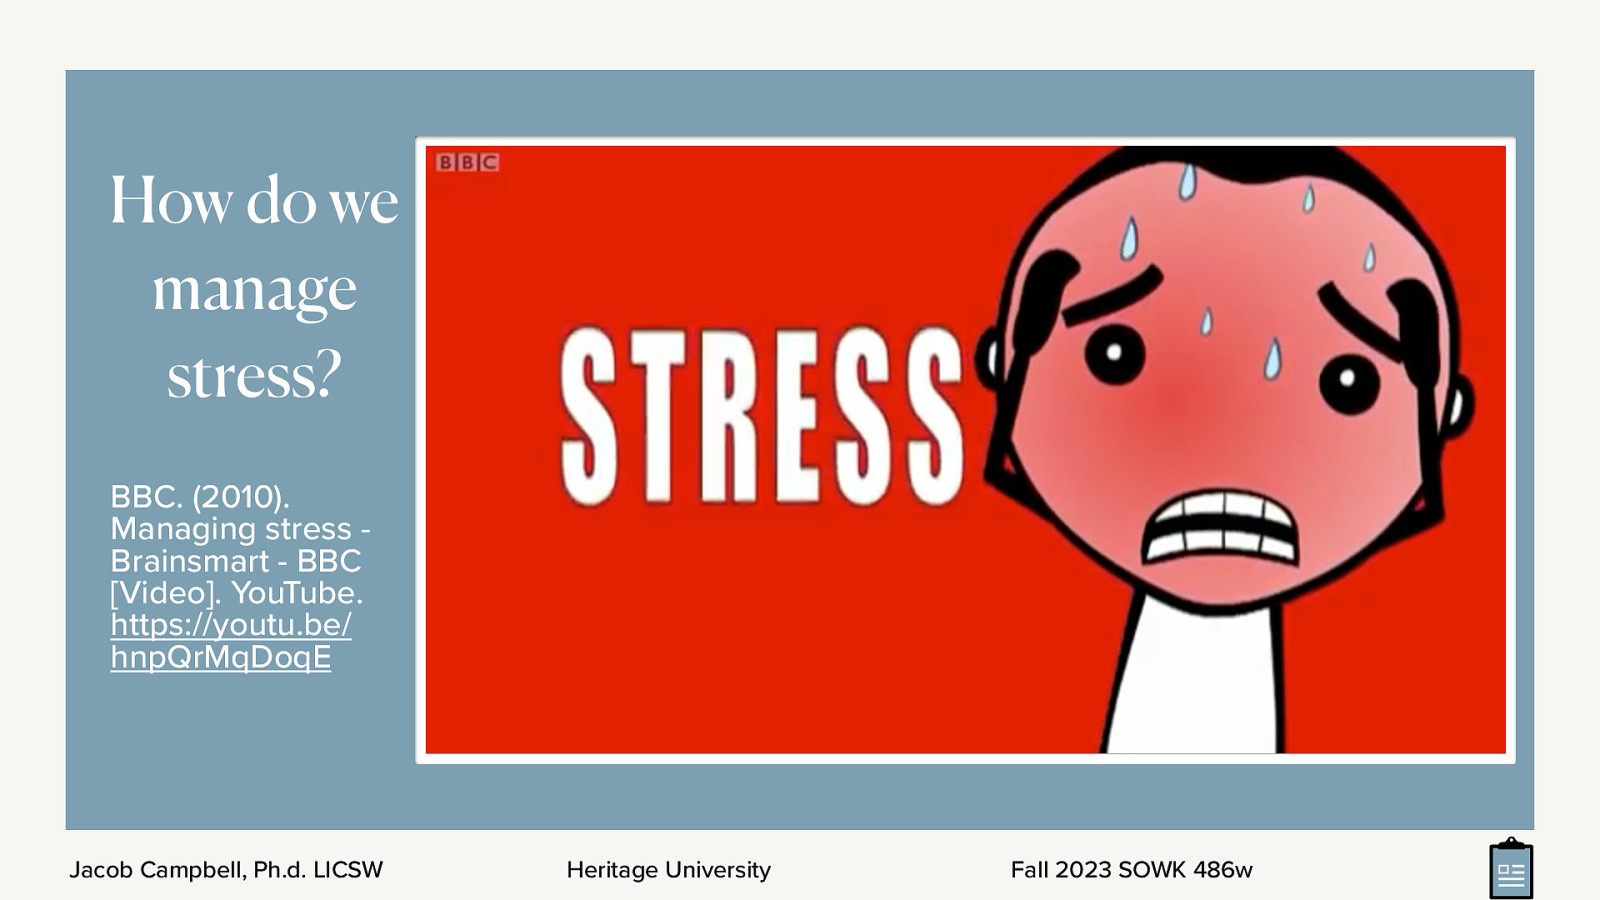 How do we
manage
stress?
BBC. (2010).
Managing stress -
Brainsmart - BBC
[Video]. YouTube.
https://youtu.be/
hnpQrMqDoqE
BBC
STRESS
Jacob Campbell, Ph.d. LICSW
Heritage University
Fall 2023 SOWK 486w